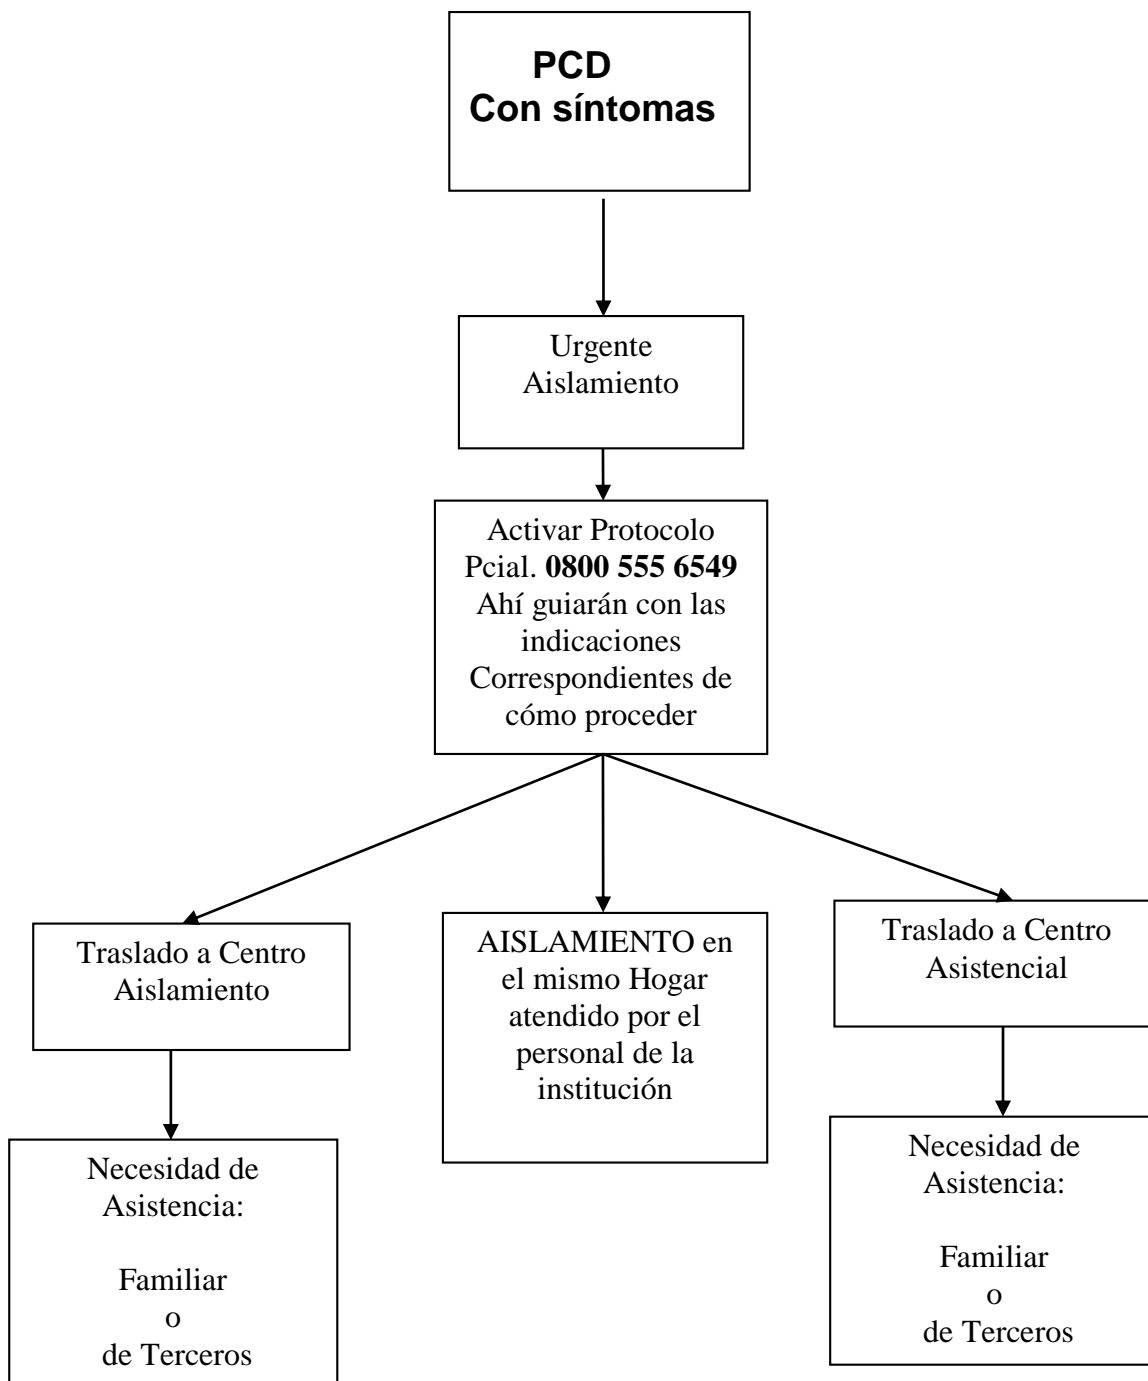 PCD
Con síntomas
Urgente
Aislamiento
Activar Protocolo
Pcial. 0800 555 6549
Ahí guiarán con las
indicaciones
Correspondientes de
cómo proceder
Traslado a Centro
Aislamiento
AISLAMIENTO en
el mismo Hogar
atendido por el
personal de la
institución
Traslado a Centro
Asistencial
Necesidad de
Asistencia:
Familiar
o
de Terceros
Necesidad de
Asistencia:
Familiar
o
de Terceros